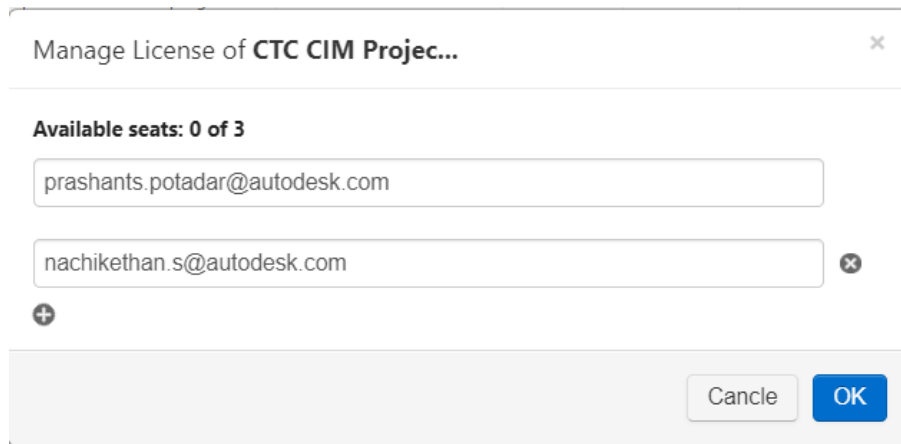 Manage License of CTC CIM Projec...
×
Available seats: 0 of 3
prashants.potadar@autodesk.com
nachikethan.s@autodesk.com
Cancle
OK